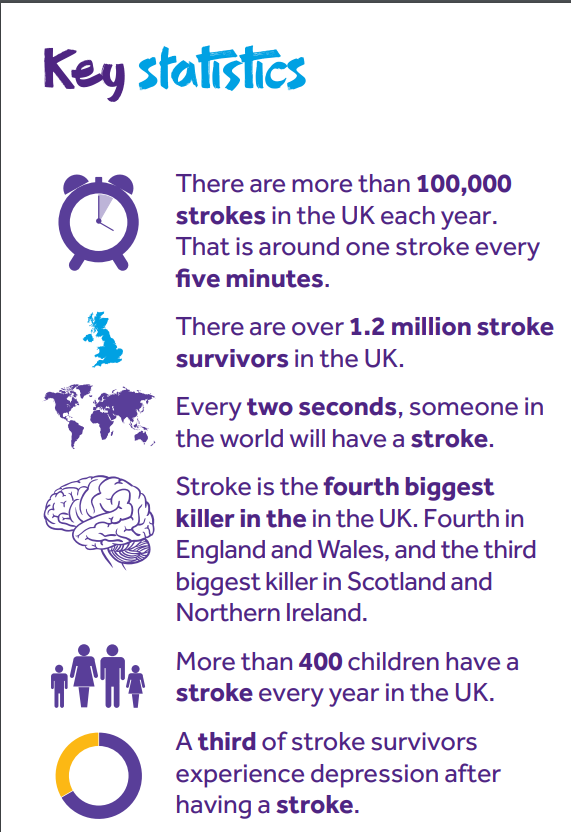 Key statistics
There are more than 100,000
strokes in the UK each year.
That is around one stroke every
five minutes.
There are over 1.2 million stroke
survivors in the UK.
Every two seconds, someone in
the world will have a stroke.
Stroke is the fourth biggest
killer in the in the UK. Fourth in
England and Wales, and the third
biggest killer in Scotland and
Northern Ireland.
More than 400 children have a
stroke every year in the UK.
A third of stroke survivors
experience depression after
having a stroke.